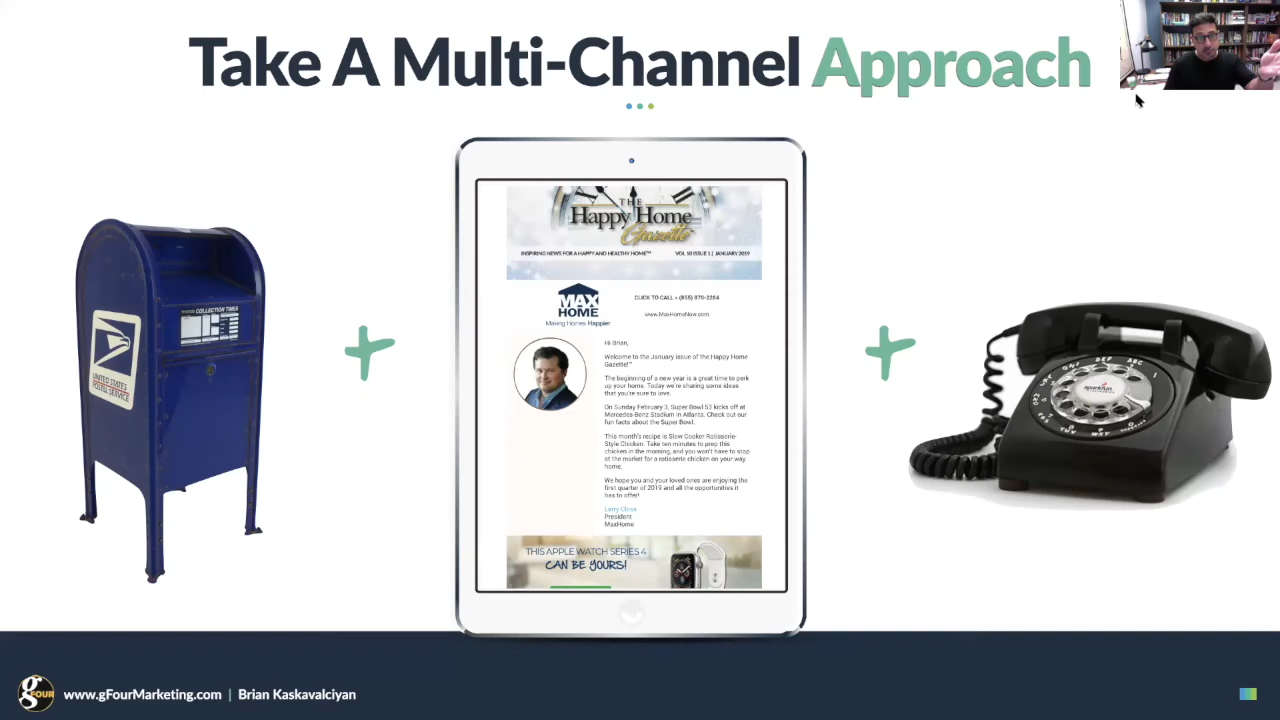 Take A Multi-Channel Approach
COLLECTION TIMES
UNITED STATES
POSTAL SERVICE
THE
Happy Home
Gazette
INSPIRING NEWS FOR A HAPPY AND HEALTHY HOME™ VOL 10 ISSUE 1 | JANUARY 2019
MAX
HOME
Making Homes Happier
CLICK TO CALL • (855) 870-2284
www.MaxHomeNow.com
Hi Brian,
Welcome to the January issue of the Happy Home
Gazette!™
The beginning of a new year is a great time to perk
up your home. Today we're sharing some ideas
that you're sure to love.
On Sunday February 3, Super Bowl 53 kicks off at
Mercedes-Benz Stadium in Atlanta. Check out our
fun facts about the Super Bowl.
This month's recipe is Slow Cooker Rotisserie-
Style Chicken. Take ten minutes to prep this
chicken in the morning, and you won't have to stop
at the market for a rotisserie chicken on your way
home.
We hope you and your loved ones are enjoying the
first quarter of 2019 and all the opportunities it
has to offer!
Larry Closs
President
MaxHome
THIS APPLE WATCH SERIES 4
CAN BE YOURS!
sparkfun
g
FOUR
www.gFourMarketing.com | Brian Kaskavalciyan